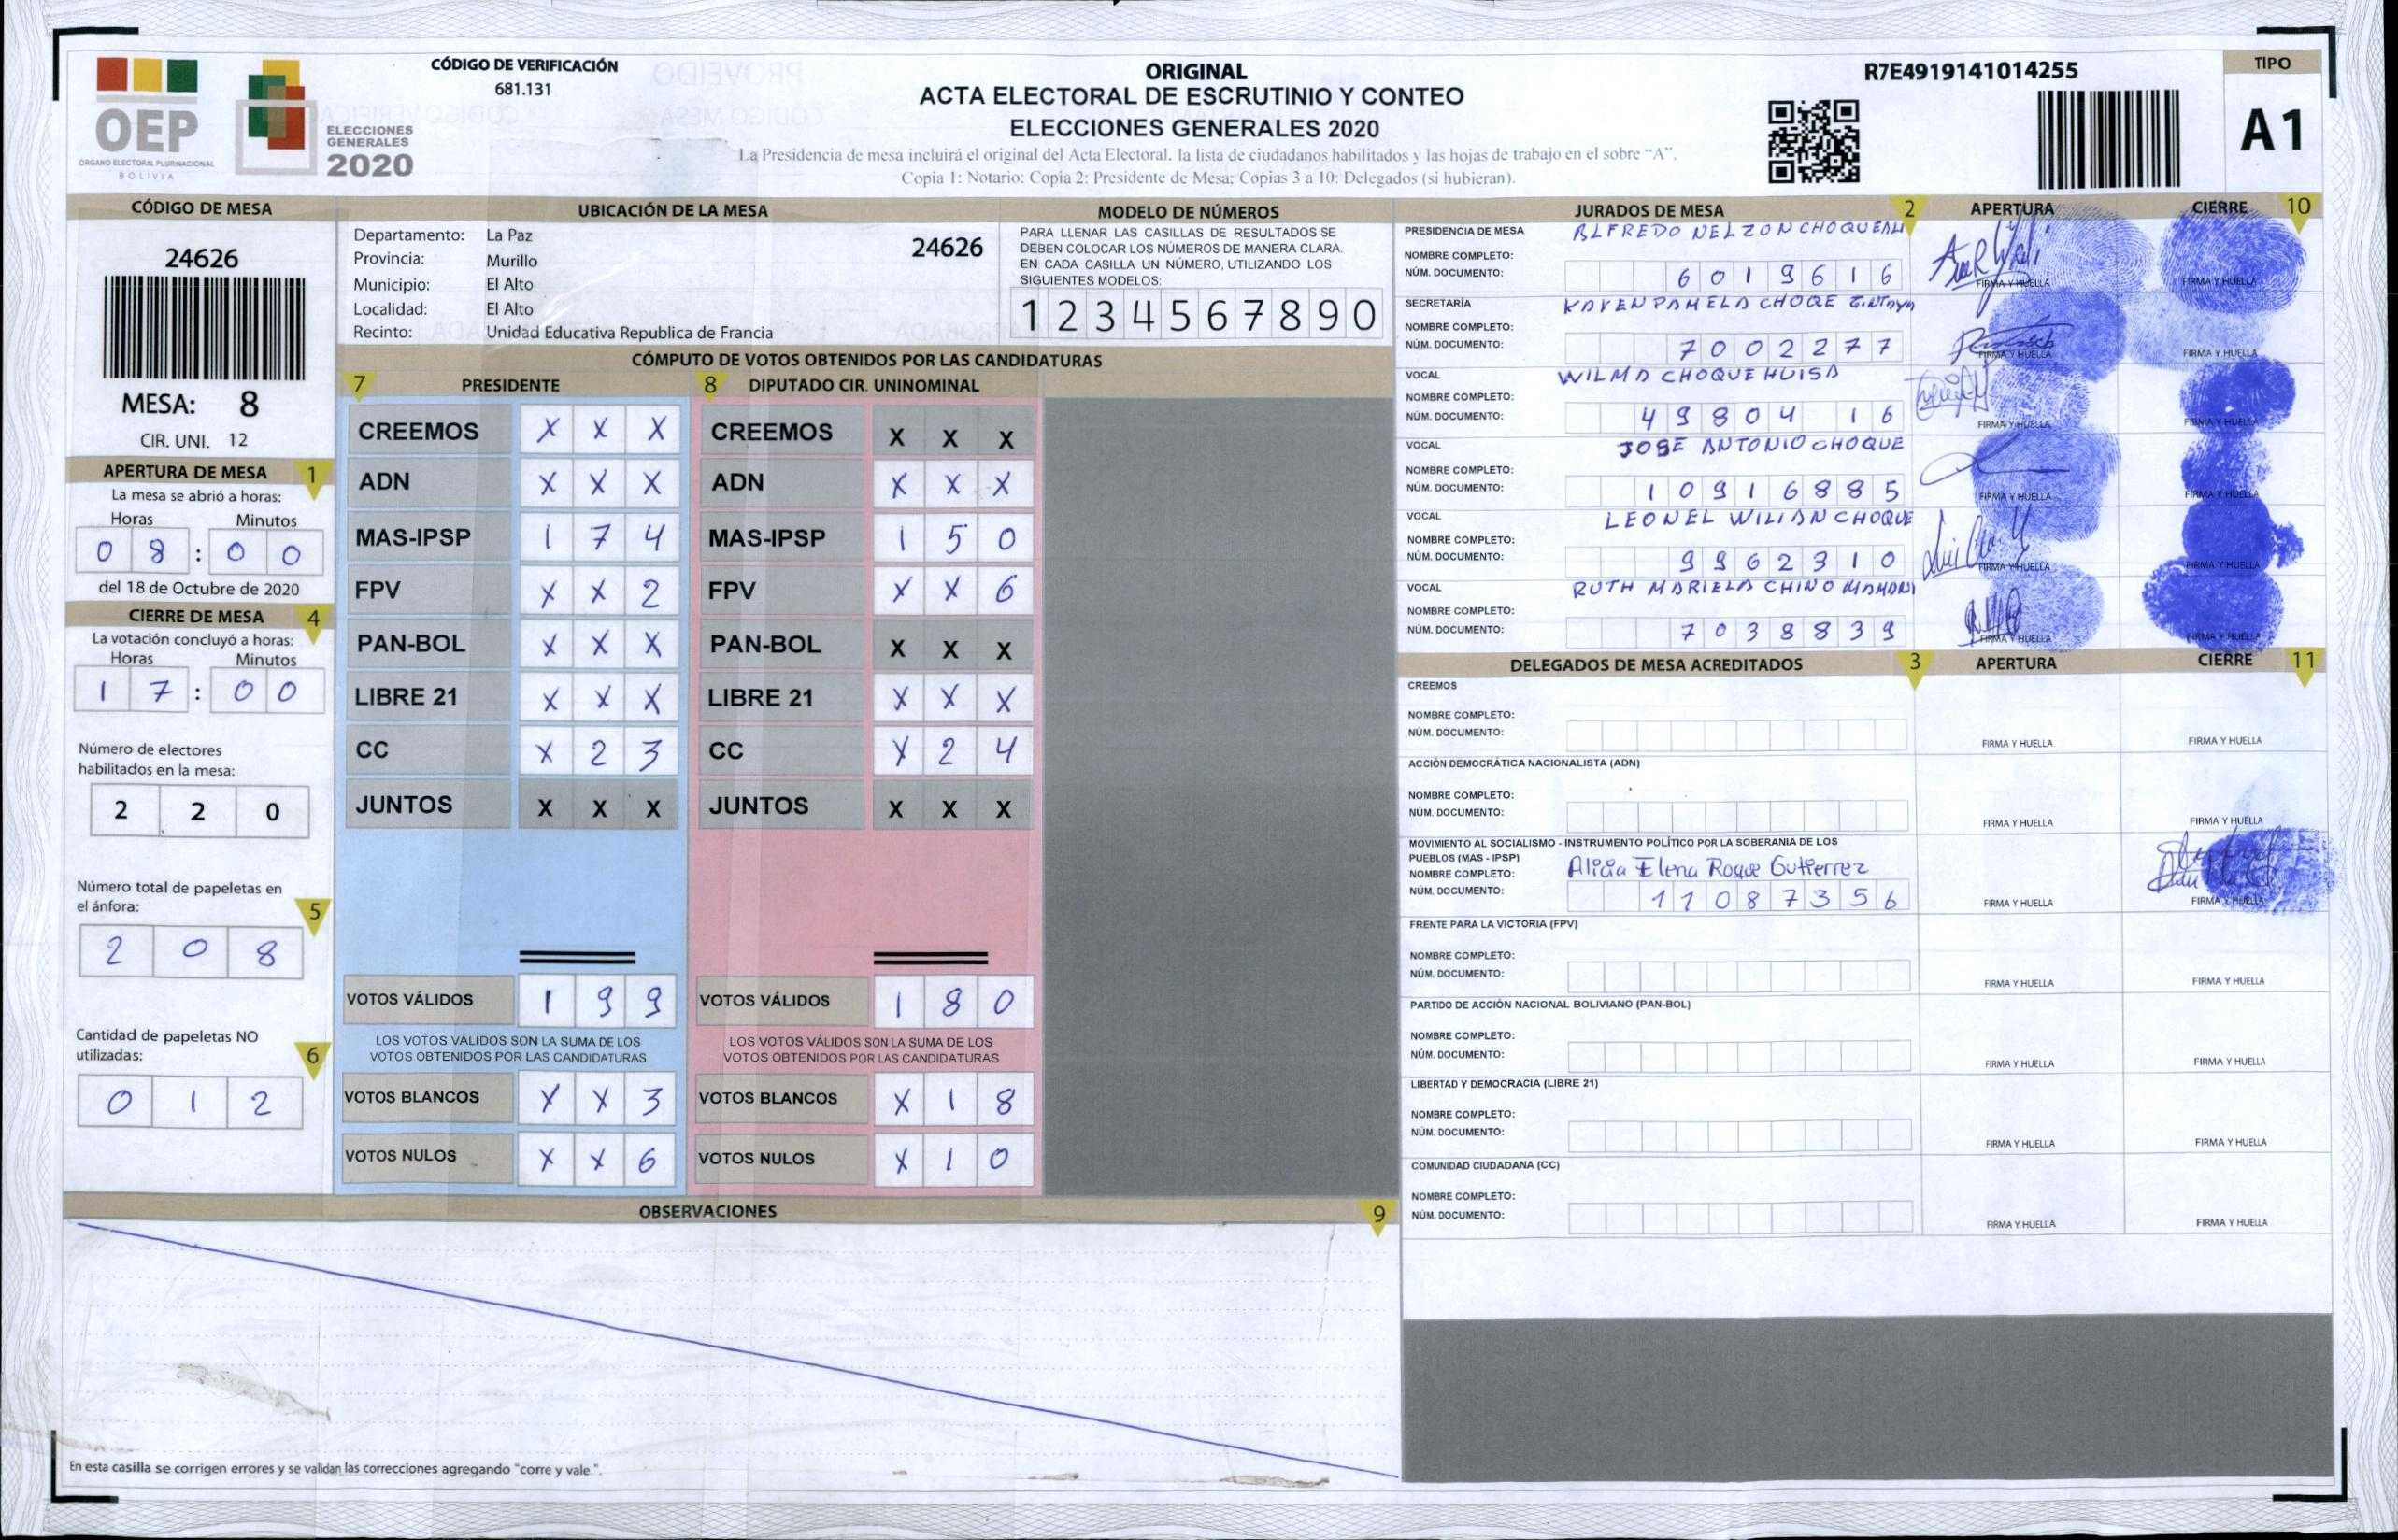 OEP
ÓRGANO ELECTORAL PLURINACIONAL
BOLIVIA
ELECCIONES
GENERALES
2020
CÓDIGO DE VERIFICACIÓN
681.131
ORIGINAL
ACTA ELECTORAL DE ESCRUTINIO Y CONTEO
ELECCIONES GENERALES 2020
La Presidencia de mesa incluirá el original del Acta Electoral, la lista de ciudadanos habilitados y las hojas de trabajo en el sobre "A".
Copia 1: Notario; Copia 2: Presidente de Mesa; Copias 3 a 10: Delegados (si hubieran).
R7E4919141014255
TIPO
A1
CÓDIGO DE MESA
24626
MESA: 8
CIR. UNI. 12
APERTURA DE MESA 1
La mesa se abrió a horas:
Horas Minutos
0 8 : 0 0
del 18 de Octubre de 2020
CIERRE DE MESA 4
La votación concluyó a horas:
Horas Minutos
1 7 : 0 0
Número de electores
habilitados en la mesa:
2 2 0
Número total de papeletas en
el ánfora: 5
2 0 8
Cantidad de papeletas NO
utilizadas: 6
0 1 2
UBICACIÓN DE LA MESA
Departamento: La Paz 24626
Provincia: Murillo
Municipio: El Alto
Localidad: El Alto
Recinto: Unidad Educativa Republica de Francia
MODELO DE NÚMEROS
PARA LLENAR LAS CASILLAS DE RESULTADOS SE
DEBEN COLOCAR LOS NÚMEROS DE MANERA CLARA.
EN CADA CASILLA UN NÚMERO, UTILIZANDO LOS
SIGUIENTES MODELOS:
1 2 3 4 5 6 7 8 9 0
CÓMPUTO DE VOTOS OBTENIDOS POR LAS CANDIDATURAS
7 PRESIDENTE 8 DIPUTADO CIR. UNINOMINAL
CREEMOS X X X CREEMOS X X X
ADN X X X ADN X X X
MAS-IPSP 1 7 4 MAS-IPSP 1 5 0
FPV X X 2 FPV X X 6
PAN-BOL X X X PAN-BOL X X X
LIBRE 21 X X X LIBRE 21 X X X
CC X 2 3 CC X 2 4
JUNTOS X X X JUNTOS X X X
VOTOS VÁLIDOS 1 9 9 VOTOS VÁLIDOS 1 8 0
LOS VOTOS VÁLIDOS SON LA SUMA DE LOS LOS VOTOS VÁLIDOS SON LA SUMA DE LOS
VOTOS OBTENIDOS POR LAS CANDIDATURAS VOTOS OBTENIDOS POR LAS CANDIDATURAS
VOTOS BLANCOS X X 3 VOTOS BLANCOS X 1 8
VOTOS NULOS X X 6 VOTOS NULOS X 1 0
OBSERVACIONES 9
En esta casilla se corrigen errores y se validan las correcciones agregando "corre y vale".
JURADOS DE MESA 2 APERTURA CIERRE 10
PRESIDENCIA DE MESA ALFREDO NELZON
NOMBRE COMPLETO:
NÚM. DOCUMENTO: 6 0 1 9 6 1 6 FIRMA Y HUELLA FIRMA Y HUELLA
SECRETARÍA PAMELA CHOQE
NOMBRE COMPLETO:
NÚM. DOCUMENTO: 7 0 0 2 2 7 7 FIRMA Y HUELLA FIRMA Y HUELLA
VOCAL WILMA CHOQUEHUISA
NOMBRE COMPLETO:
NÚM. DOCUMENTO: 4 9 8 0 4 1 6 FIRMA Y HUELLA FIRMA Y HUELLA
VOCAL JOSE ANTONIO CHOQUE
NOMBRE COMPLETO:
NÚM. DOCUMENTO: 1 0 9 1 6 8 8 5 FIRMA Y HUELLA FIRMA Y HUELLA
VOCAL LEONEL WILIAN CHOQUE
NOMBRE COMPLETO:
NÚM. DOCUMENTO: 9 9 6 2 3 1 0 FIRMA Y HUELLA FIRMA Y HUELLA
VOCAL RUTH MARIELA CHINO MAMANI
NOMBRE COMPLETO:
NÚM. DOCUMENTO: 7 0 3 8 8 3 9 FIRMA Y HUELLA FIRMA Y HUELLA
DELEGADOS DE MESA ACREDITADOS 3 APERTURA CIERRE 11
CREEMOS
NOMBRE COMPLETO:
NÚM. DOCUMENTO: FIRMA Y HUELLA FIRMA Y HUELLA
ACCIÓN DEMOCRÁTICA NACIONALISTA (ADN)
NOMBRE COMPLETO:
NÚM. DOCUMENTO: FIRMA Y HUELLA FIRMA Y HUELLA
MOVIMIENTO AL SOCIALISMO - INSTRUMENTO POLÍTICO POR LA SOBERANIA DE LOS
PUEBLOS (MAS - IPSP)
NOMBRE COMPLETO: Alicia Elena Roque Gutierrez
NÚM. DOCUMENTO: 1 1 0 8 7 3 5 6 FIRMA Y HUELLA FIRMA Y HUELLA
FRENTE PARA LA VICTORIA (FPV)
NOMBRE COMPLETO:
NÚM. DOCUMENTO: FIRMA Y HUELLA FIRMA Y HUELLA
PARTIDO DE ACCIÓN NACIONAL BOLIVIANO (PAN-BOL)
NOMBRE COMPLETO:
NÚM. DOCUMENTO: FIRMA Y HUELLA FIRMA Y HUELLA
LIBERTAD Y DEMOCRACIA (LIBRE 21)
NOMBRE COMPLETO:
NÚM. DOCUMENTO: FIRMA Y HUELLA FIRMA Y HUELLA
COMUNIDAD CIUDADANA (CC)
NOMBRE COMPLETO:
NÚM. DOCUMENTO: FIRMA Y HUELLA FIRMA Y HUELLA